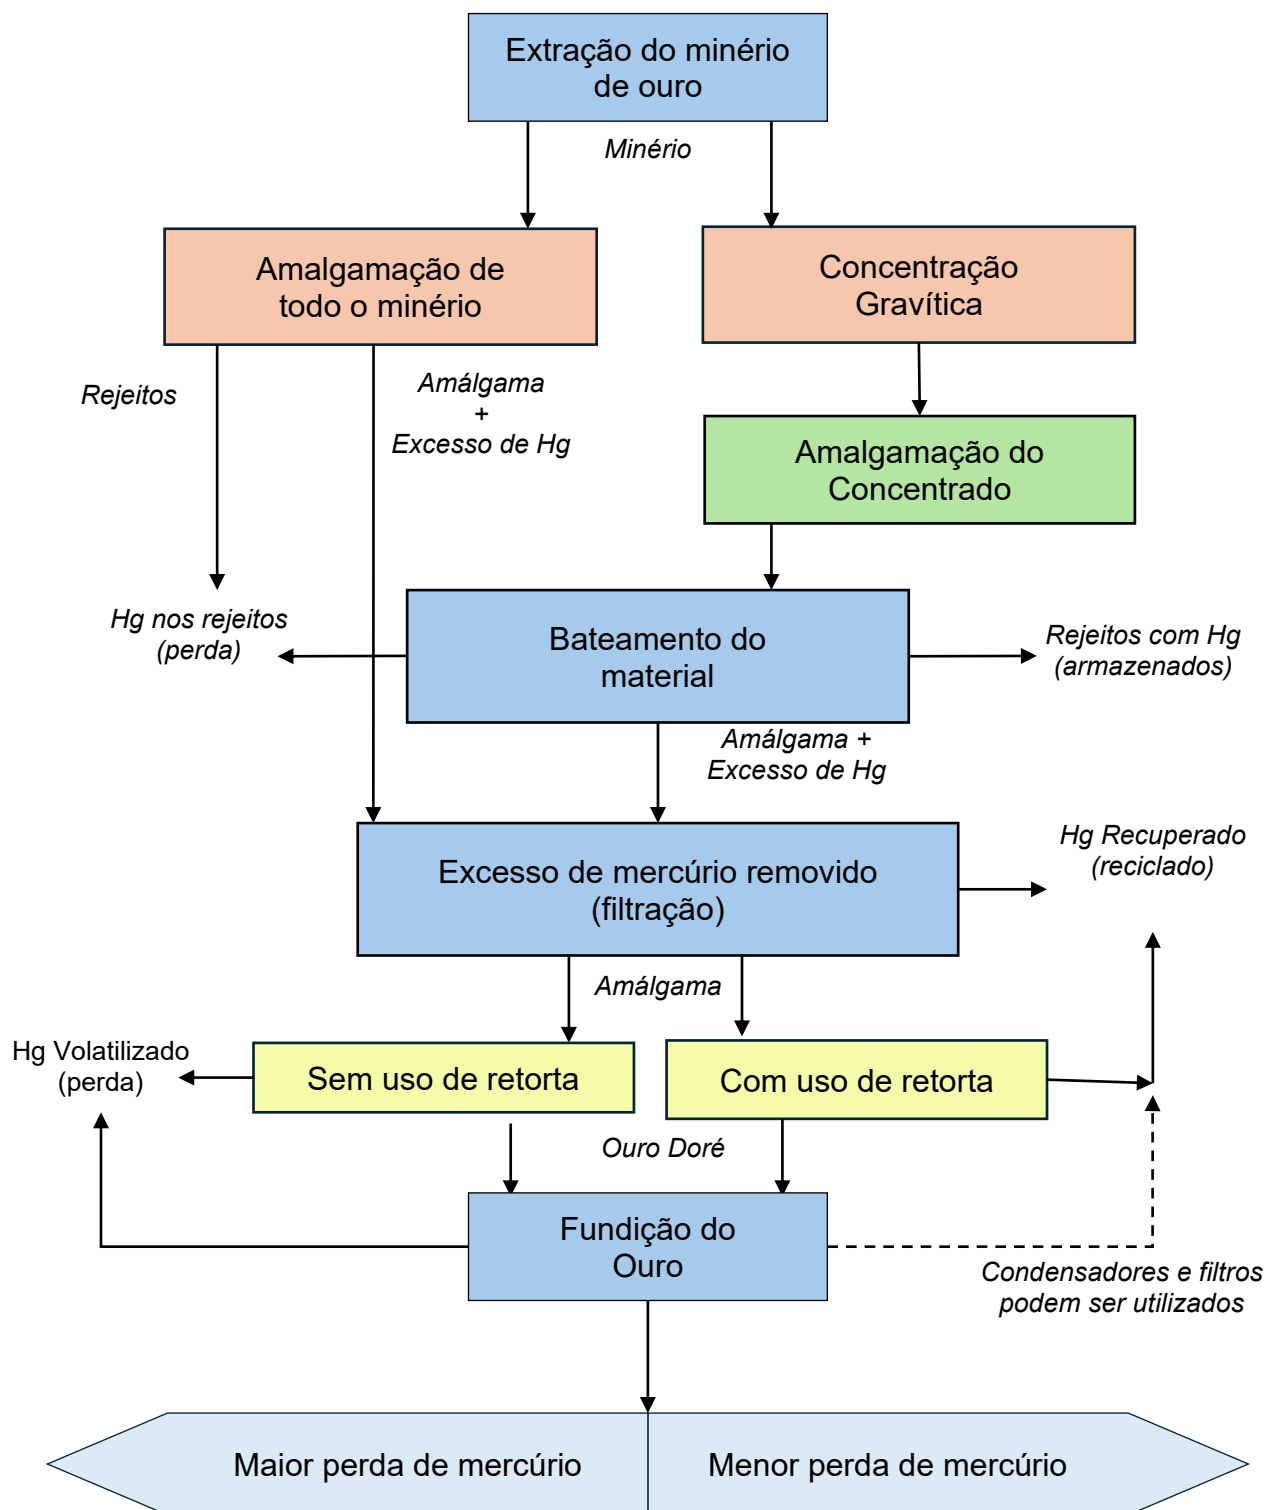 Extração do minério
de ouro
Minério
Amalgamação de
todo o minério
Concentração
Gravítica
Rejeitos
Amálgama
+
Excesso de Hg
Amalgamação do
Concentrado
Hg nos rejeitos
(perda)
Bateamento do
material
Rejeitos com Hg
(armazenados)
Amálgama +
Excesso de Hg
Excesso de mercúrio removido
(filtração)
Hg Recuperado
(reciclado)
Amálgama
Hg Volatilizado
(perda)
Sem uso de retorta
Com uso de retorta
Ouro Doré
Fundição do
Ouro
Condensadores e filtros
podem ser utilizados
Maior perda de mercúrio
Menor perda de mercúrio